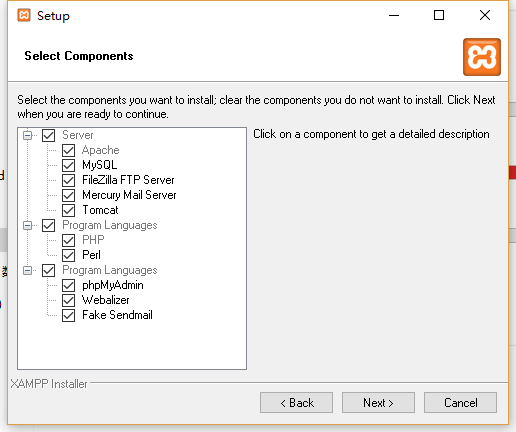 Setup
Select Components
Select the components you want to install; clear the components you do not want to install. Click Next
when you are ready to continue.
Server
Apache
MySQL
FileZilla FTP Server
Mercury Mail Server
Tomcat
Program Languages
PHP
Perl
Program Languages
phpMyAdmin
Webalizer
Fake Sendmail
Click on a component to get a detailed description
XAMPP Installer
< Back
Next >
Cancel